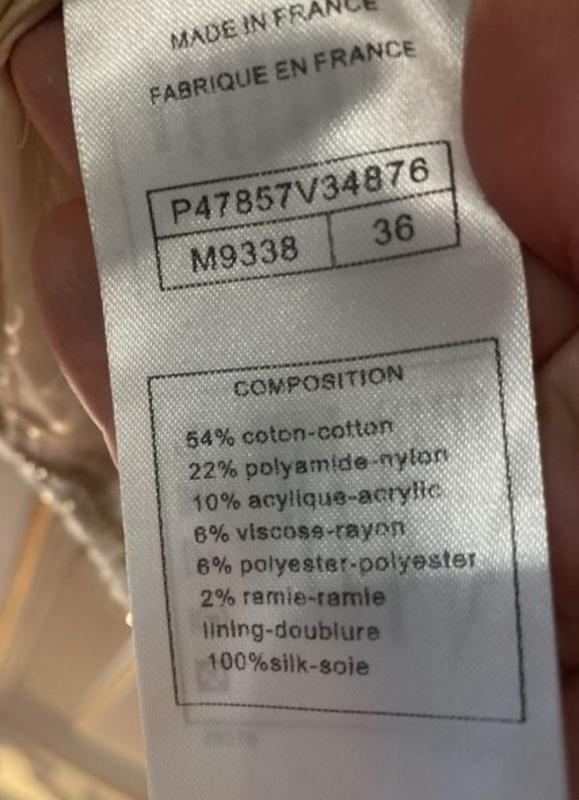 MADE IN FRANCE
FABRIQUE EN FRANCE
P47857V34876
M9338 36
COMPOSITION
54% coton-cotton
22% polyamide-nylon
10% acylique-acrylic
6% viscose-rayon
6% polyester-polyester
2% ramie-ramie
lining-doublure
100%silk-soie